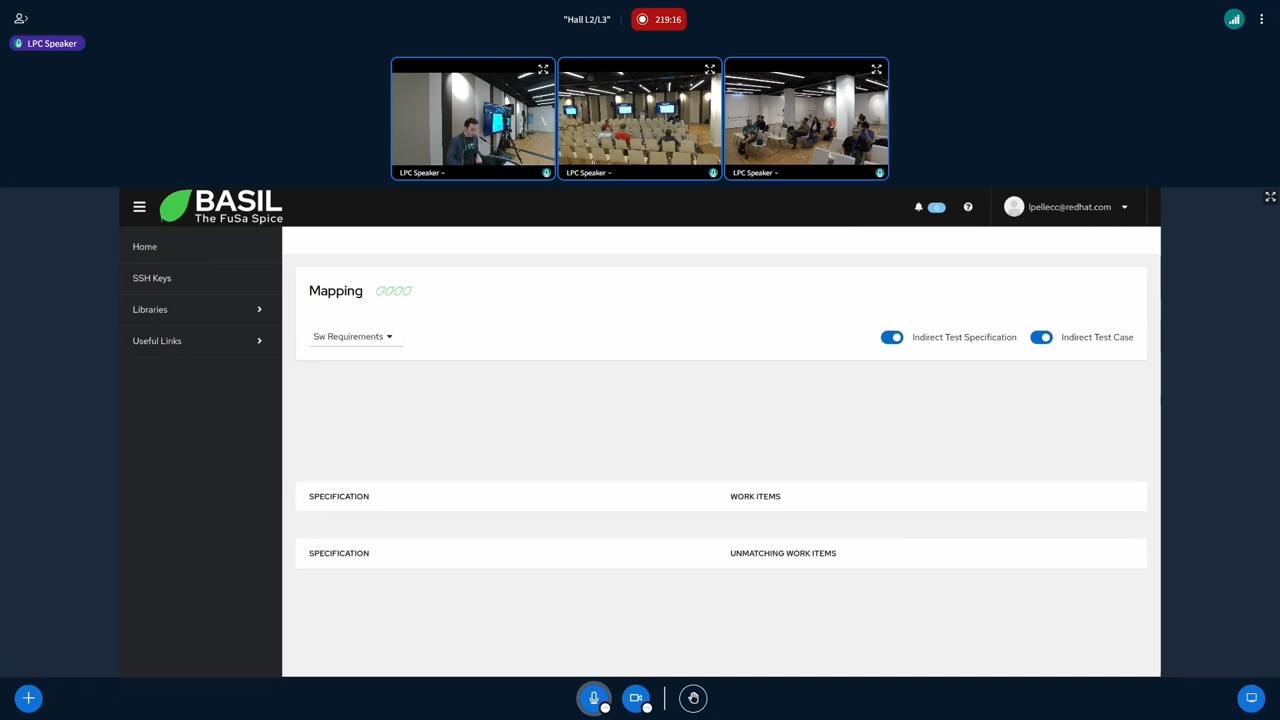 "Hall L2/L3"
219:16
LPC Speaker
LPC Speaker
LPC Speaker
LPC Speaker
BASIL
The FuSa Spice
0
lpellecc@redhat.com
Home
SSH Keys
Libraries
Useful Links
Mapping
Sw Requirements
Indirect Test Specification
Indirect Test Case
SPECIFICATION
WORK ITEMS
SPECIFICATION
UNMATCHING WORK ITEMS